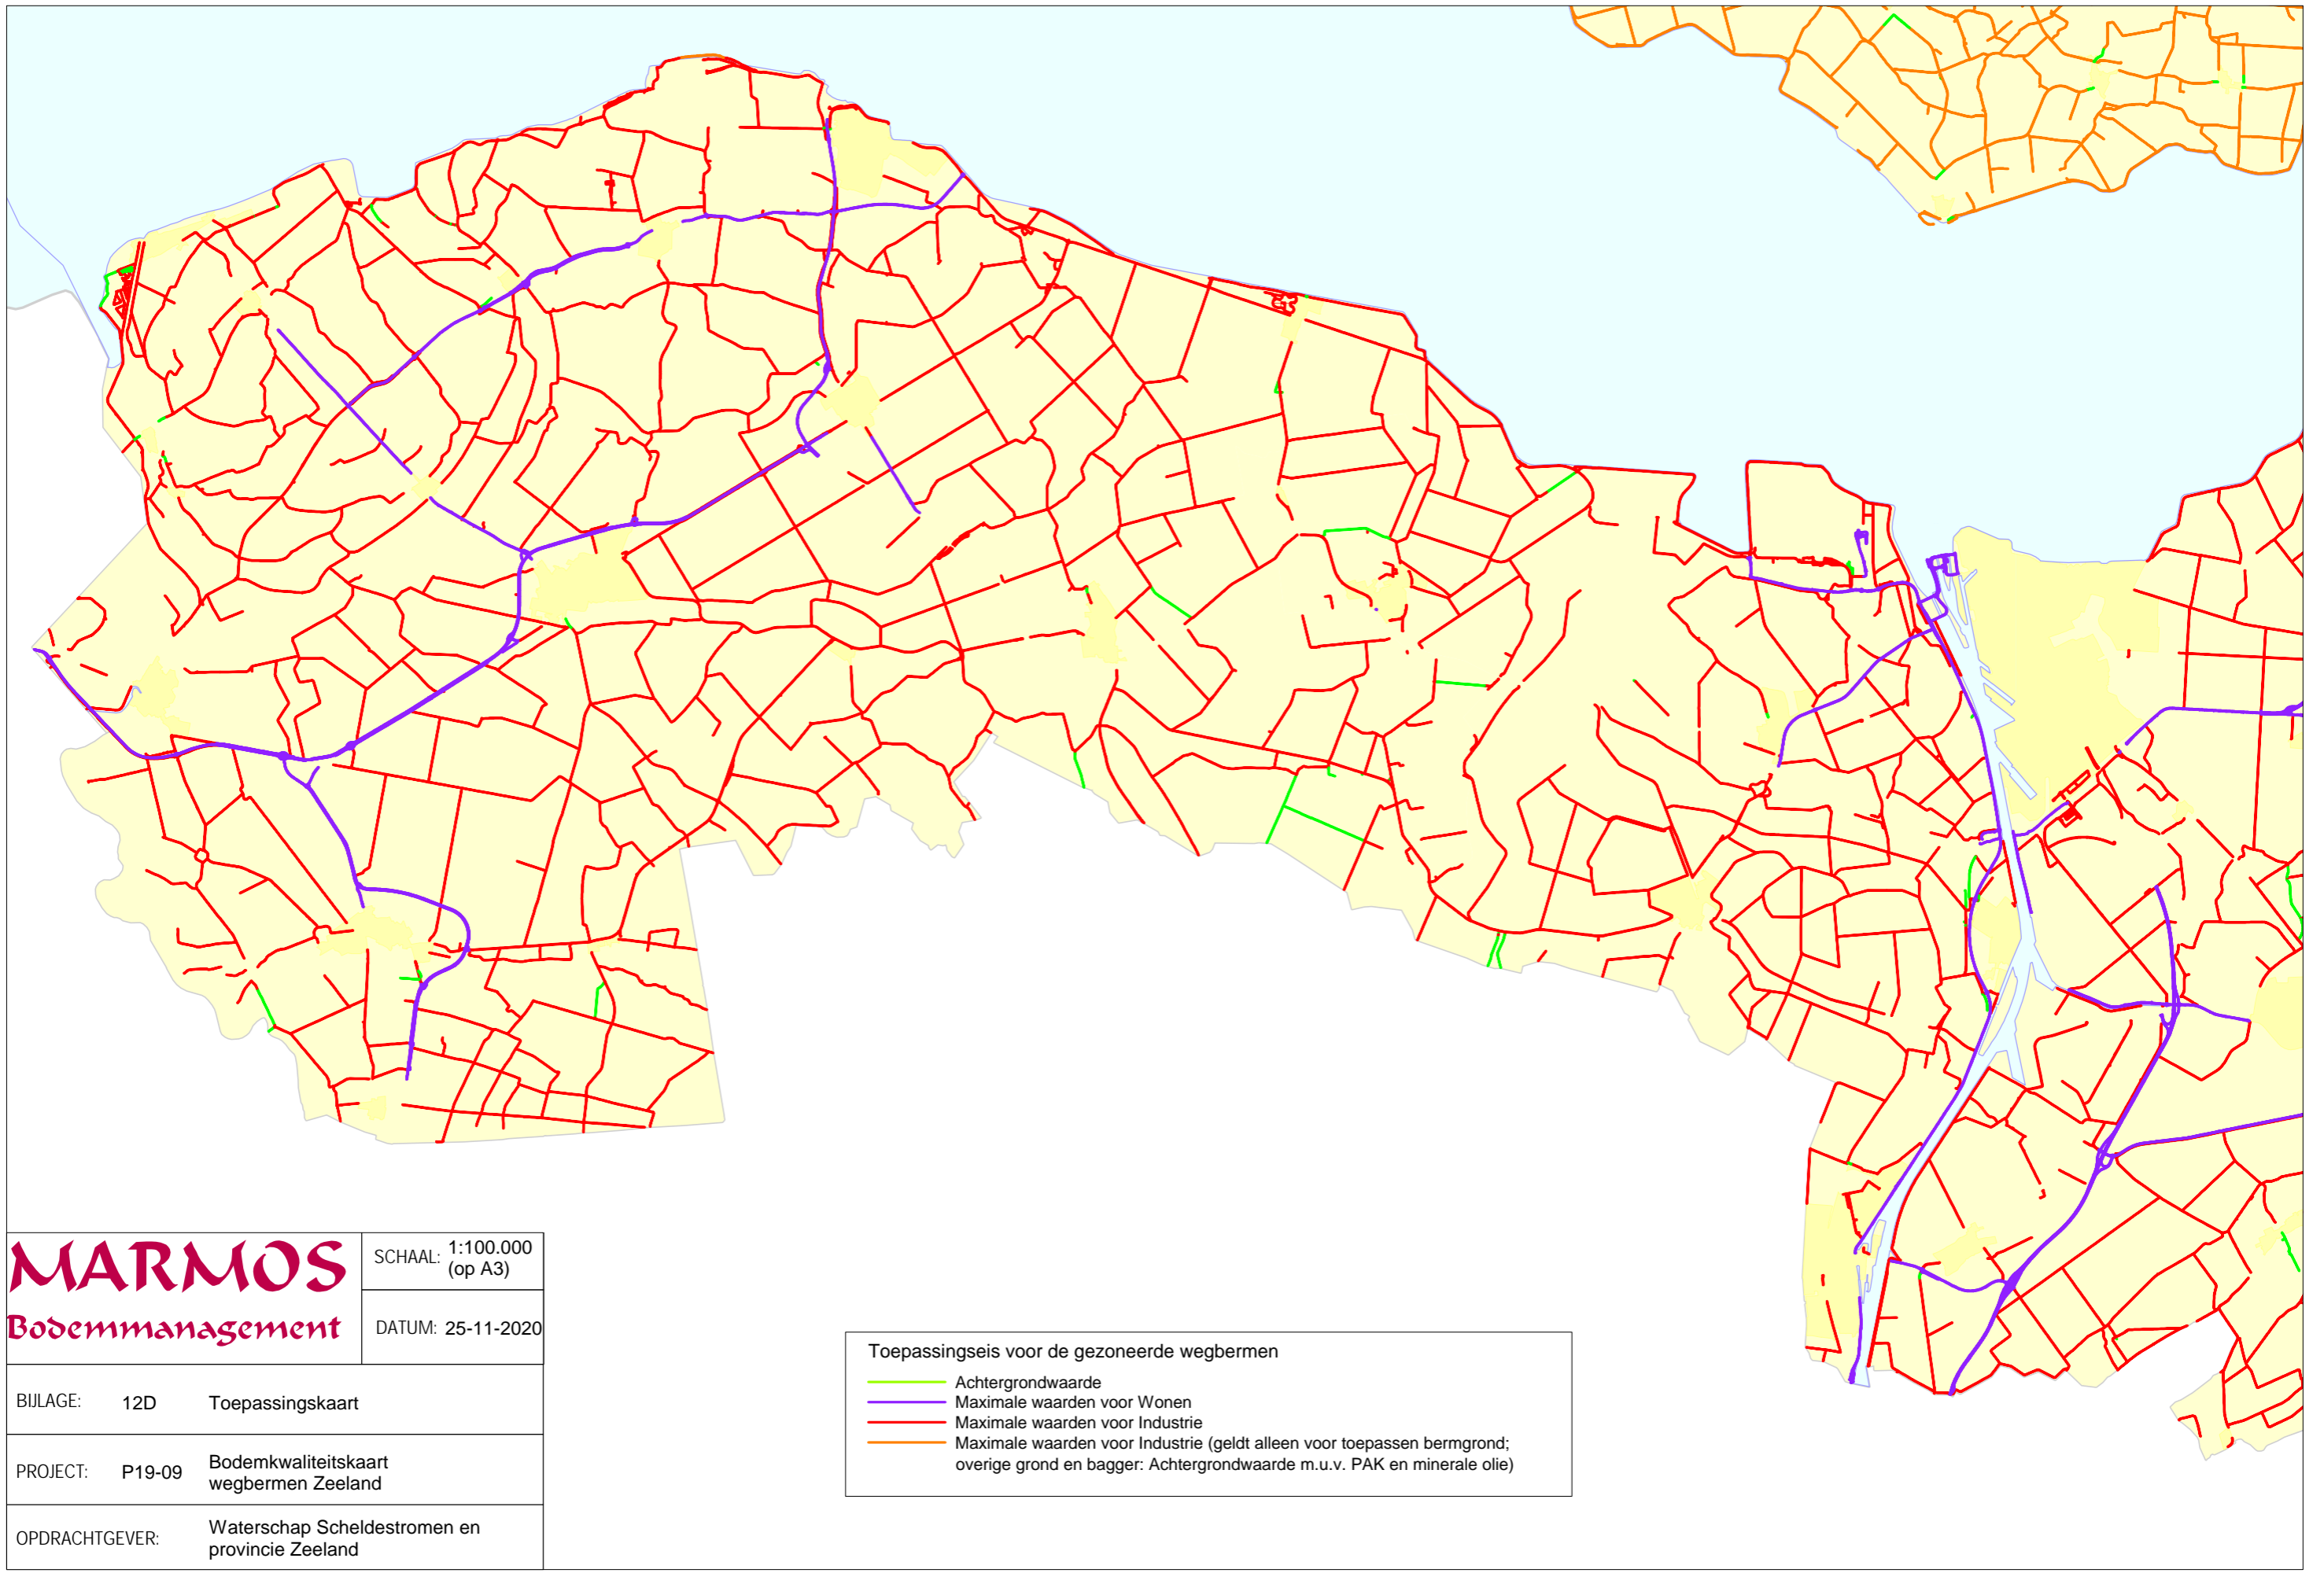 MARMOS
Bodemmanagement
SCHAAL: 1:100.000
(op A3)
DATUM: 25-11-2020
BIJLAGE: 12D Toepassingskaart
PROJECT: P19-09 Bodemkwaliteitskaart
wegbermen Zeeland
OPDRACHTGEVER: Waterschap Scheldestromen en
provincie Zeeland
Toepassingseis voor de gezoneerde wegbermen
Achtergrondwaarde
Maximale waarden voor Wonen
Maximale waarden voor Industrie
Maximale waarden voor Industrie (geldt alleen voor toepassen bermgrond;
overige grond en bagger: Achtergrondwaarde m.u.v. PAK en minerale olie)